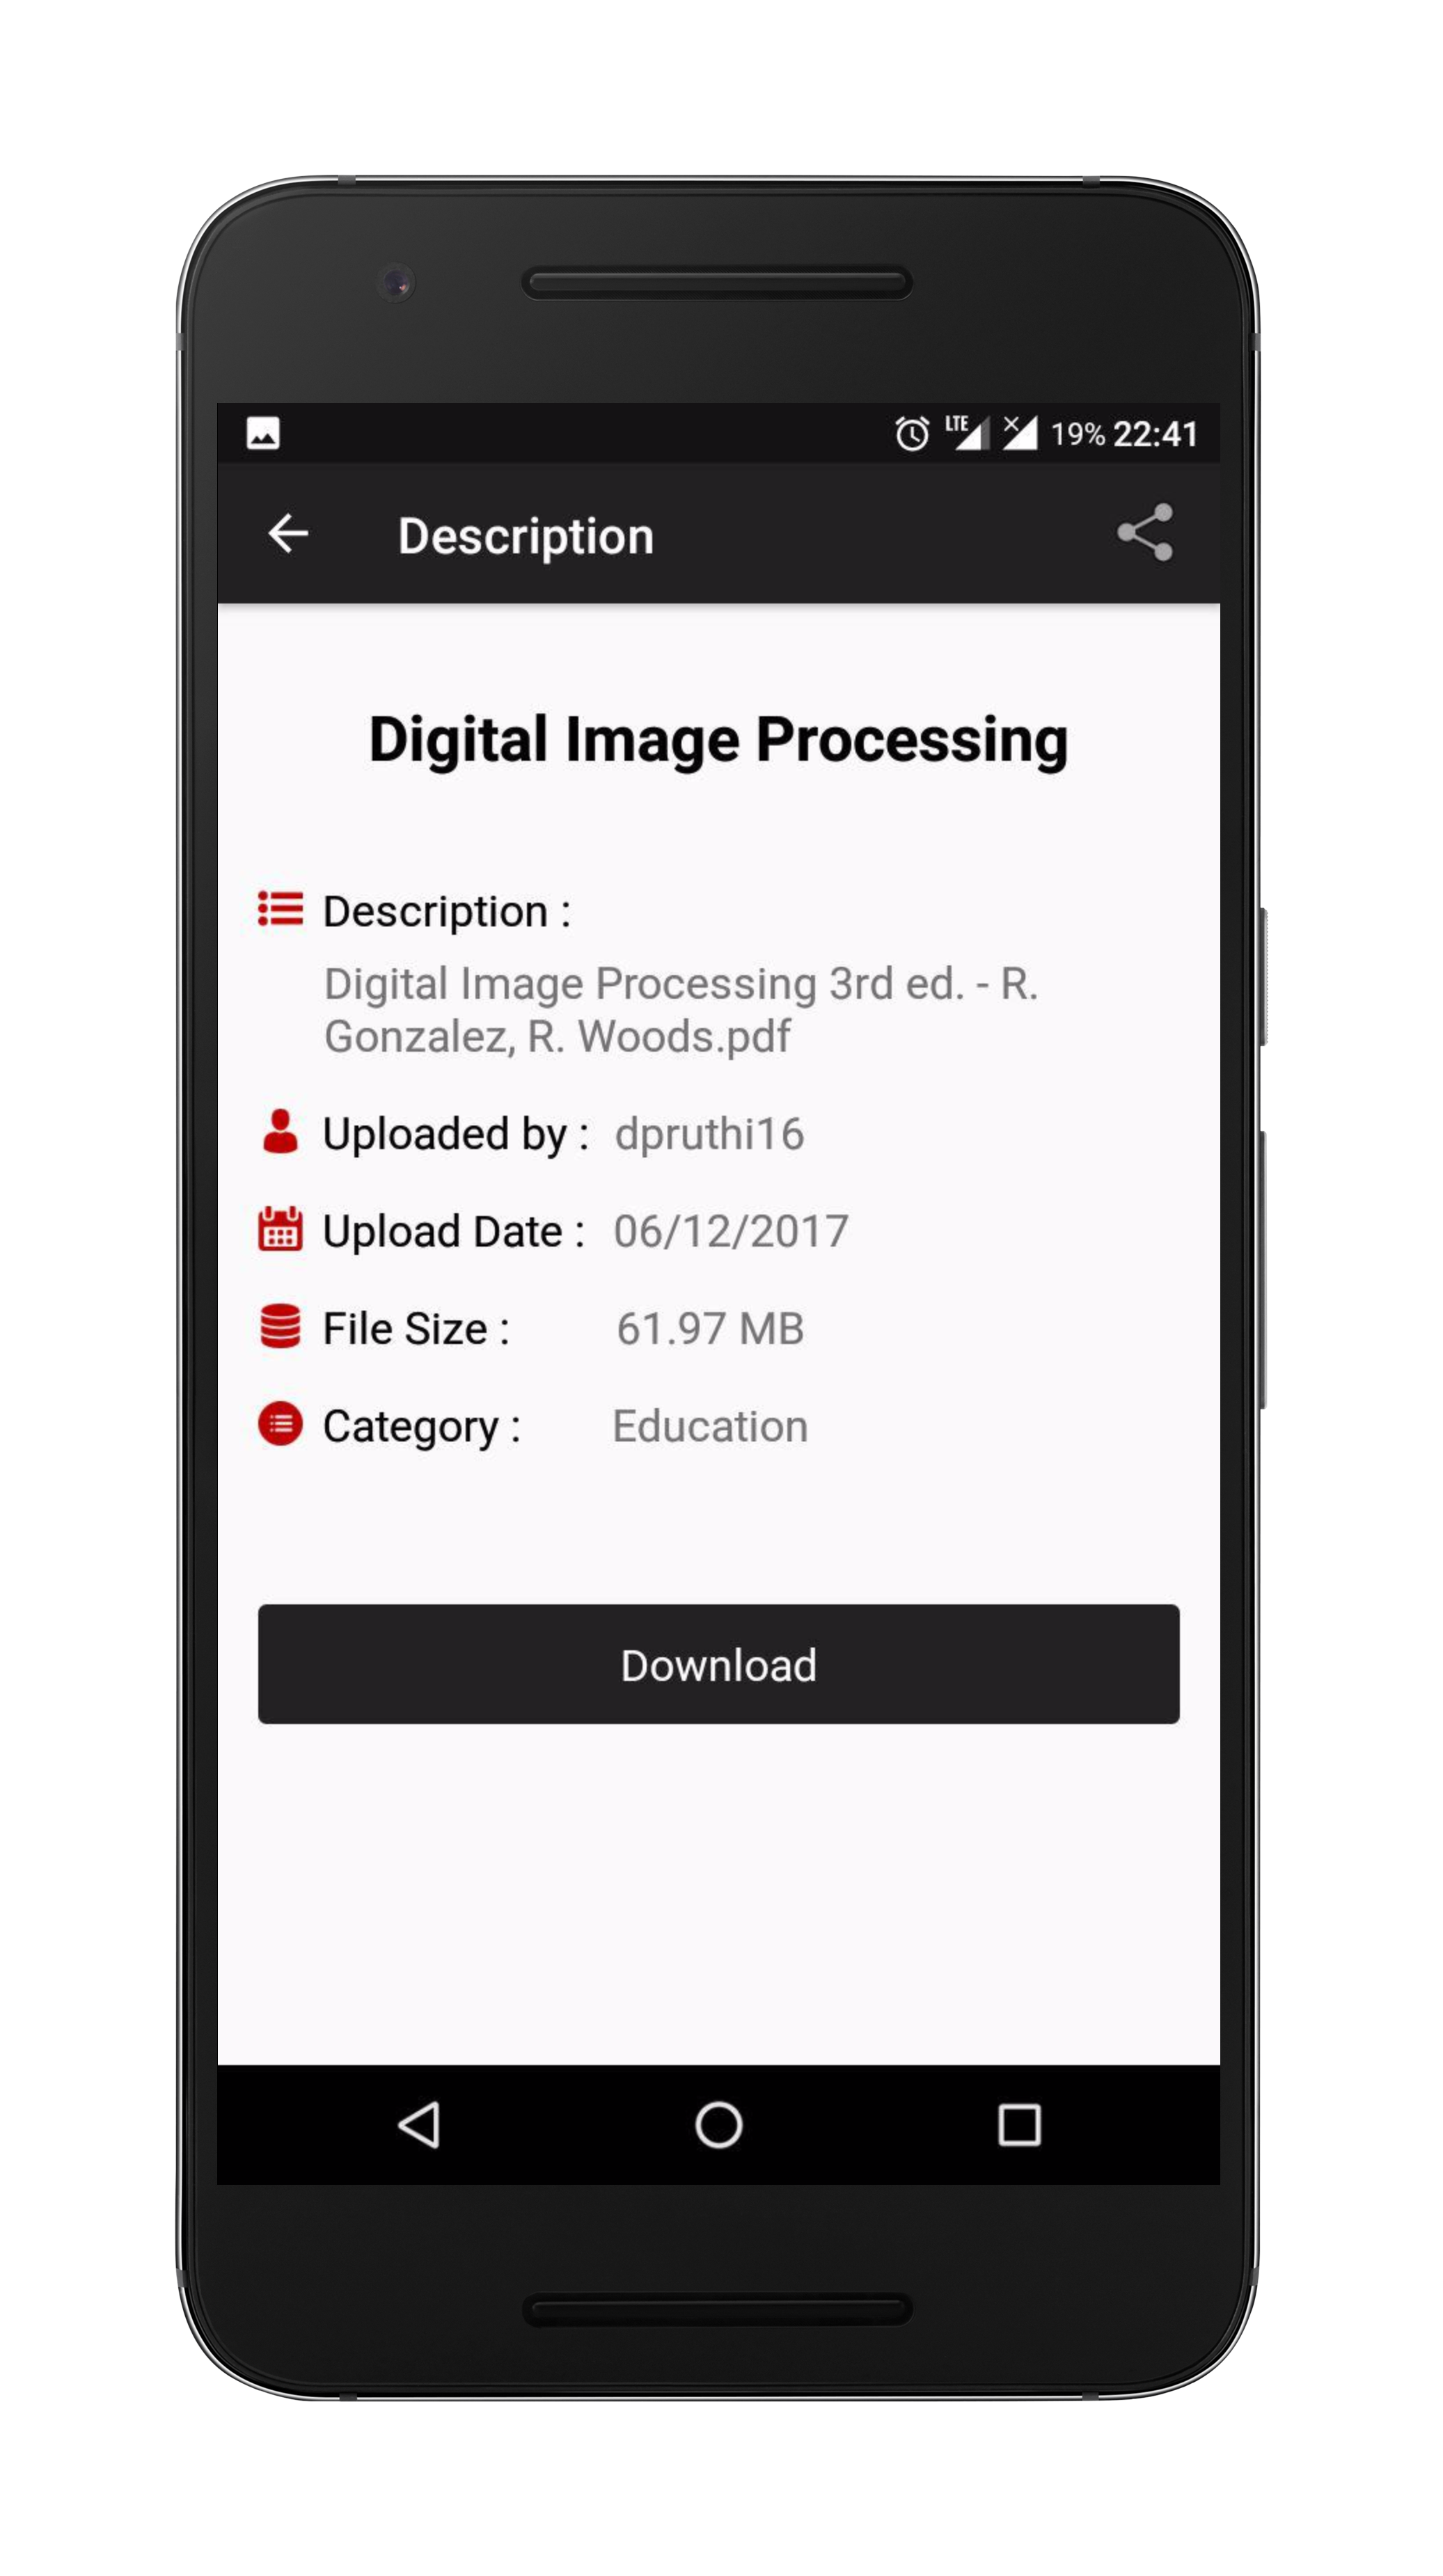 LTE 19% 22:41
Description
Digital Image Processing
Description :
Digital Image Processing 3rd ed. - R.
Gonzalez, R. Woods.pdf
Uploaded by : dpruthi16
Upload Date : 06/12/2017
File Size : 61.97 MB
Category : Education
Download